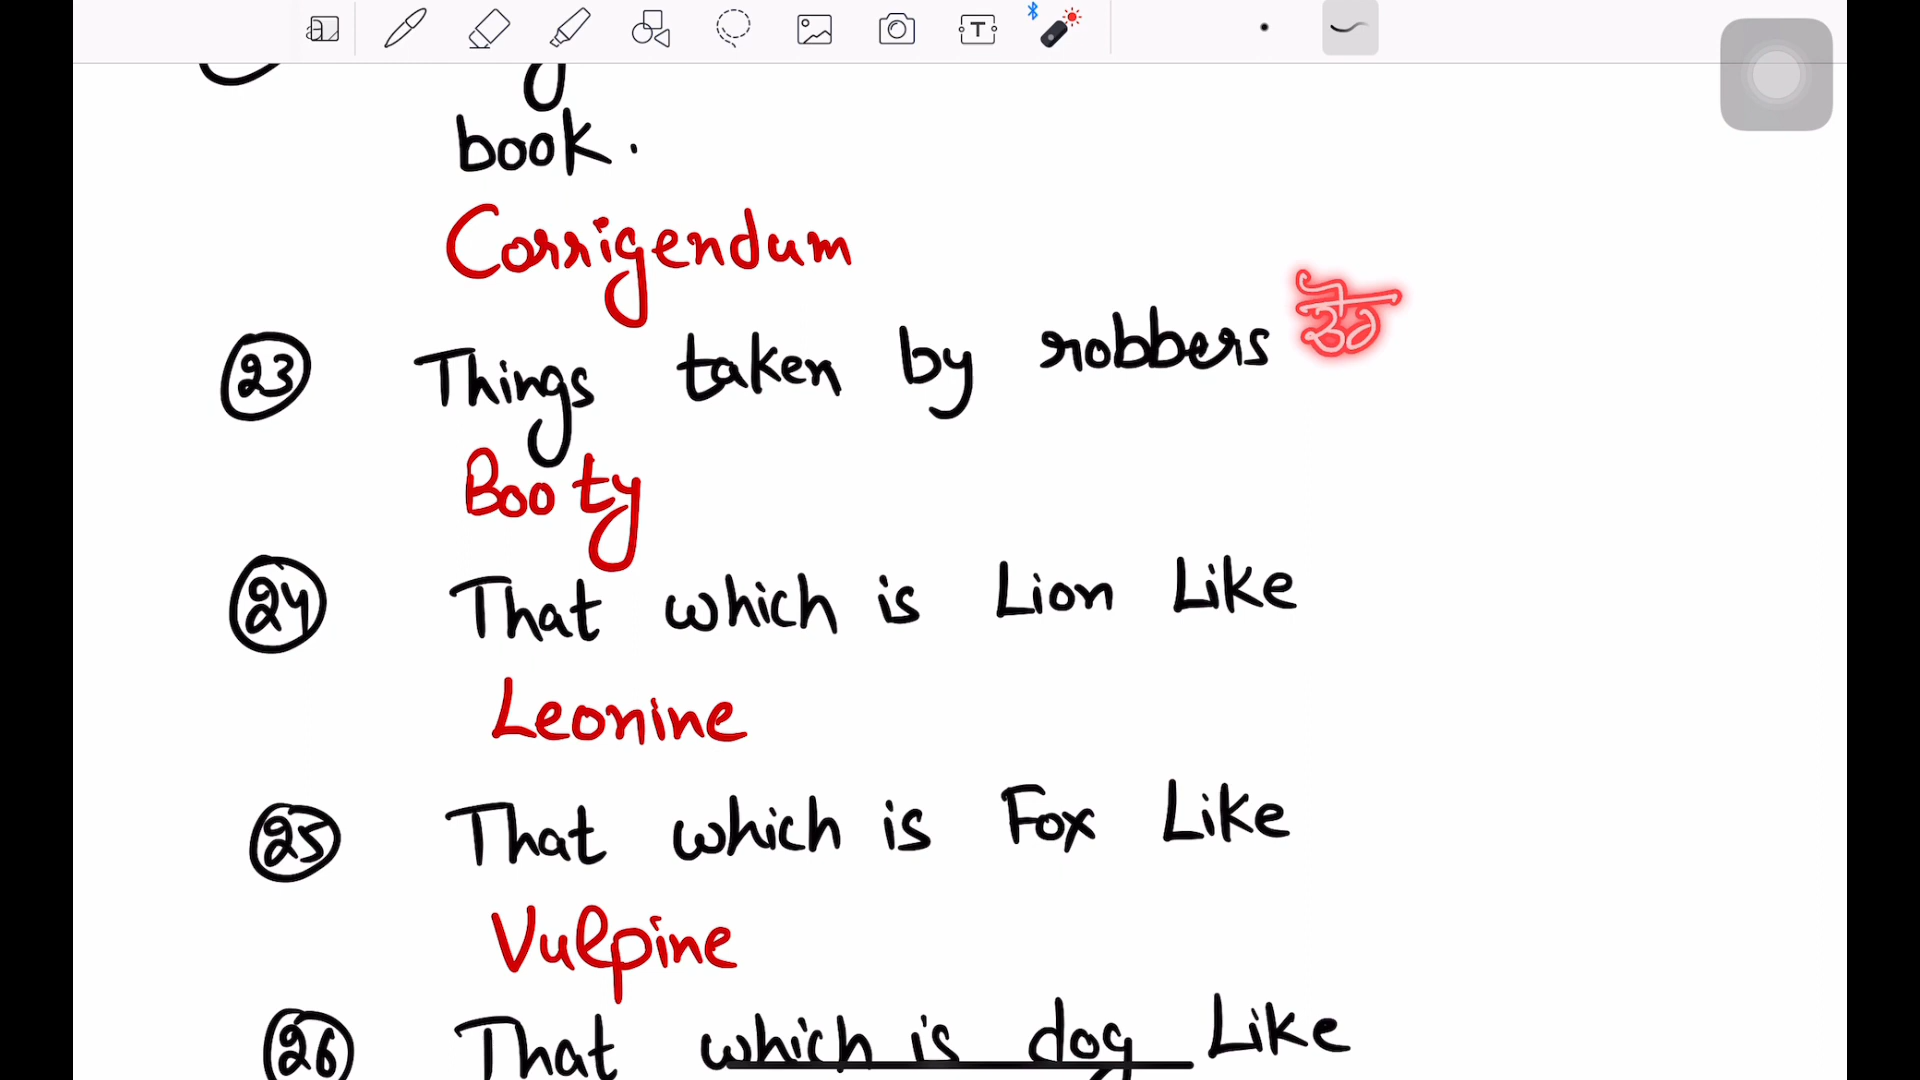 book.
Corrigendum
23 Things taken by robbers
Booty
24 That which is Lion Like
Leonine
25 That which is Fox Like
Vulpine
26 That which is dog Like